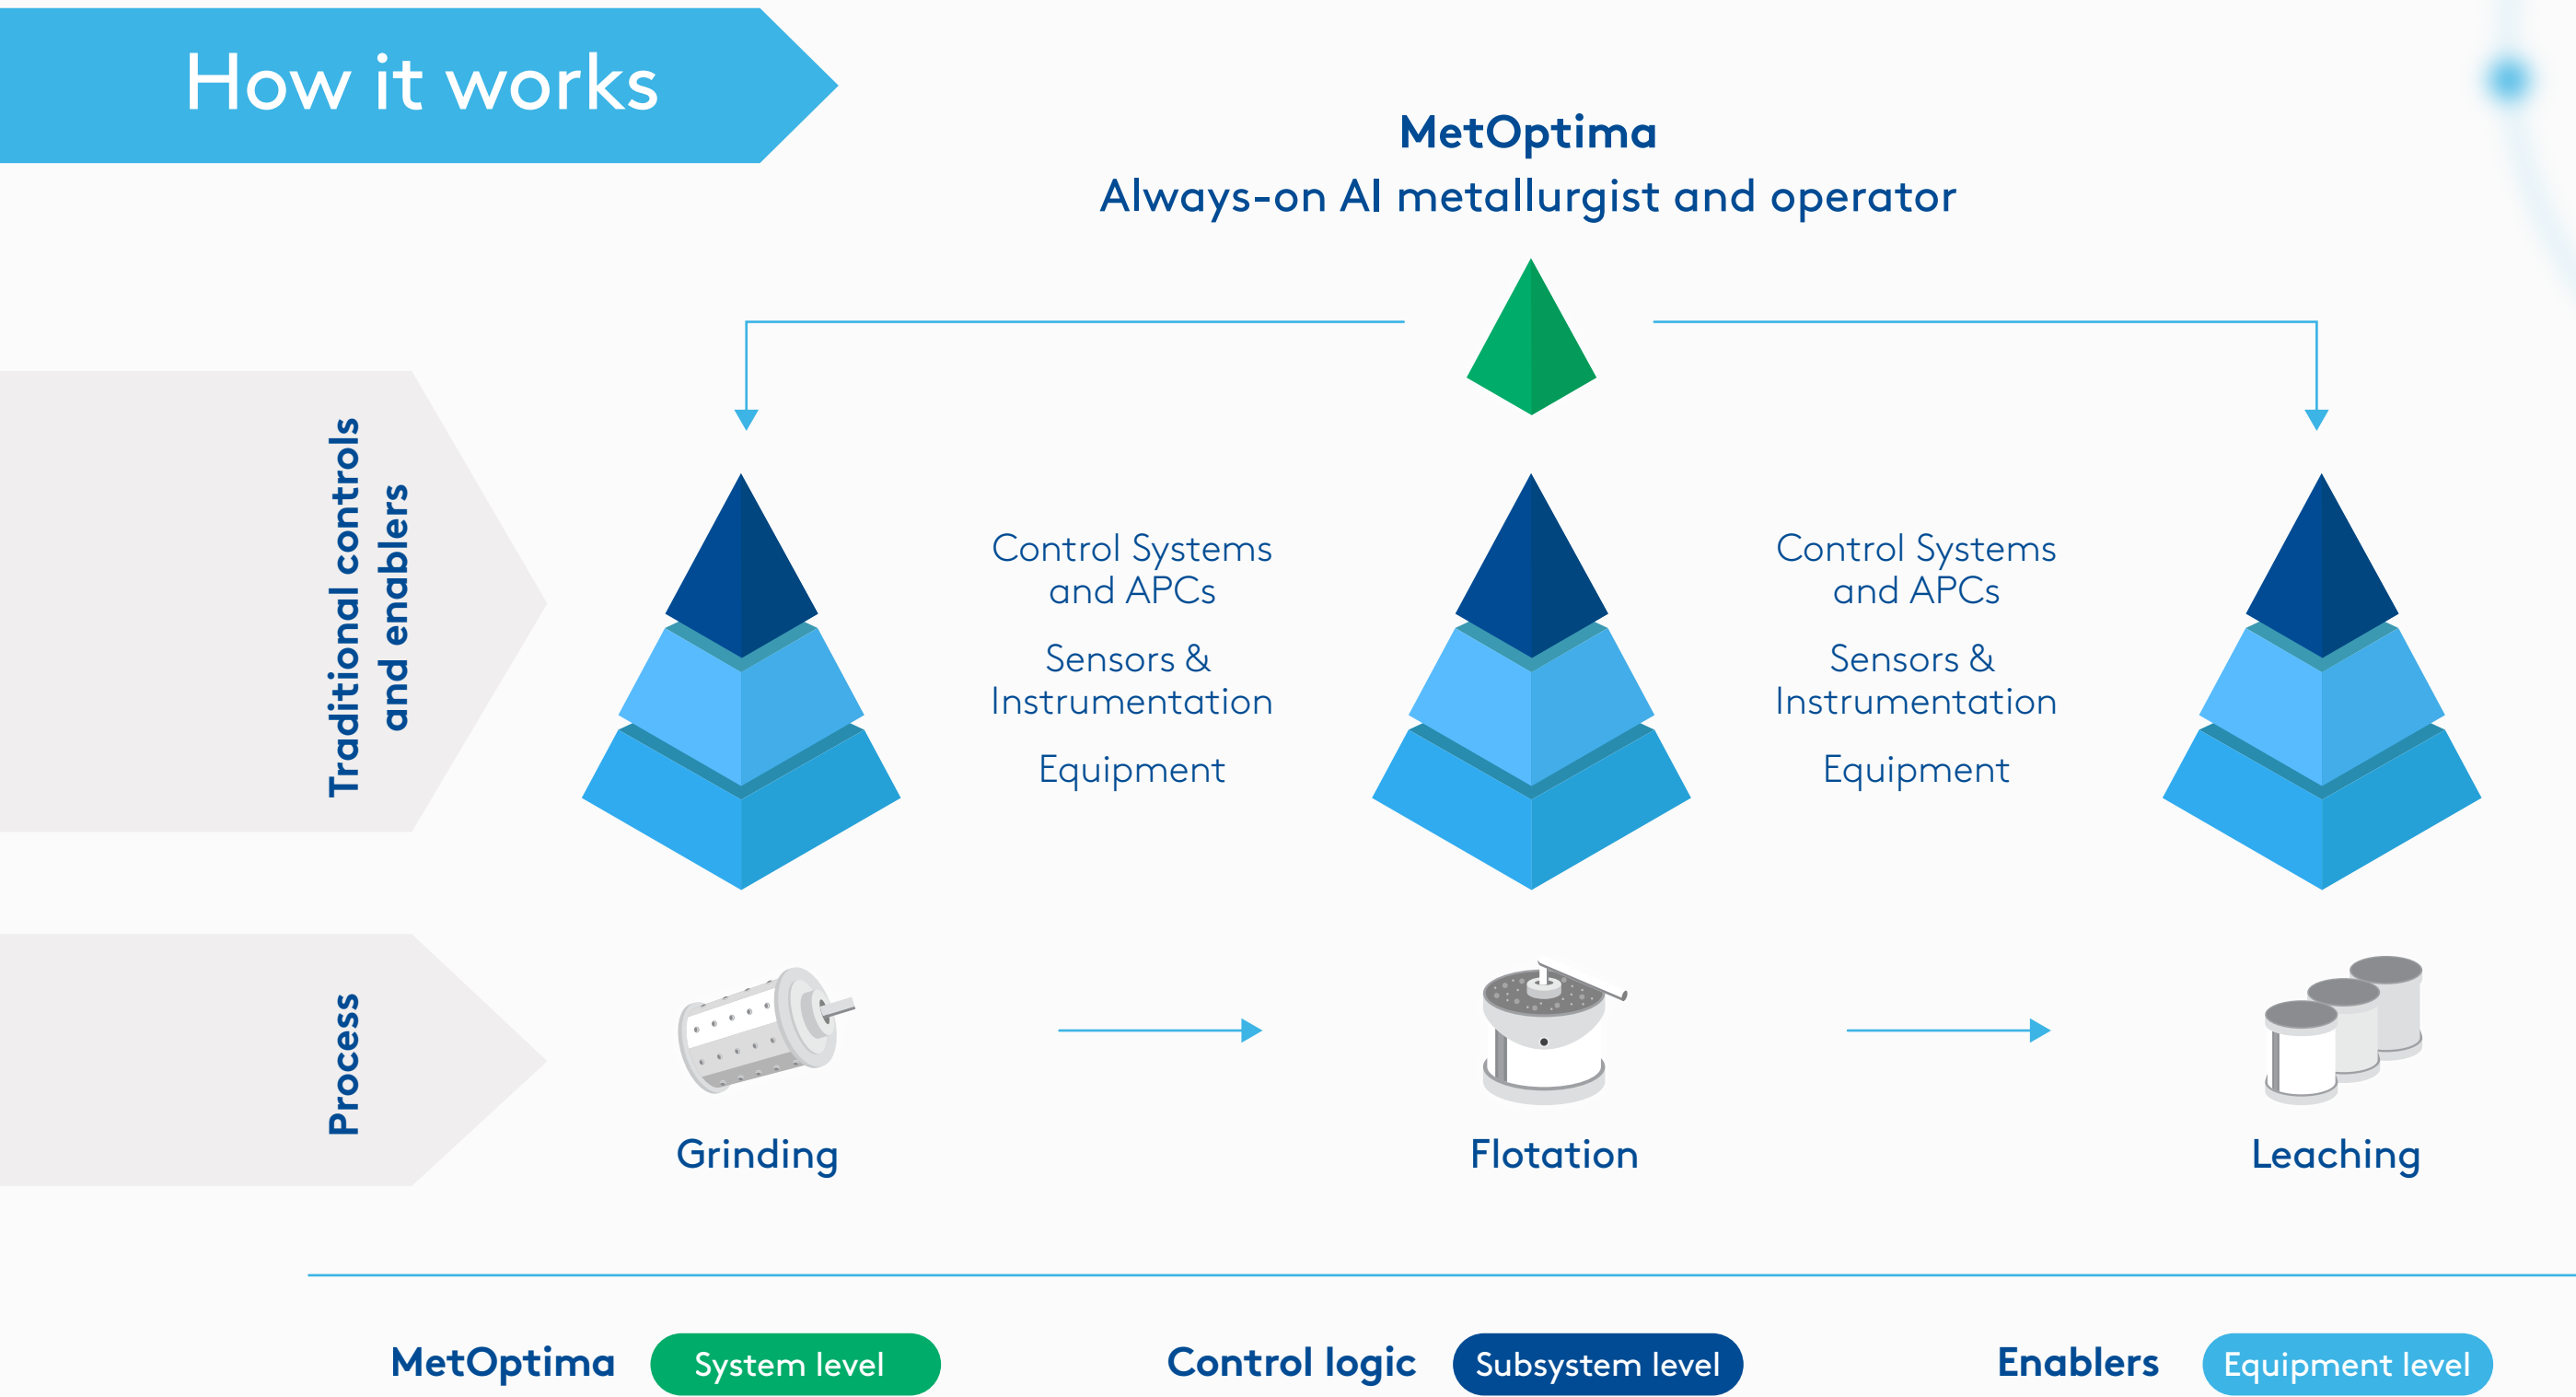 How it works
MetOptima
Always-on AI metallurgist and operator
Traditional controls
and enablers
Control Systems
and APCs
Sensors &
Instrumentation
Equipment
Control Systems
and APCs
Sensors &
Instrumentation
Equipment
Process
Grinding
Flotation
Leaching
MetOptima
System level
Control logic
Subsystem level
Enablers
Equipment level